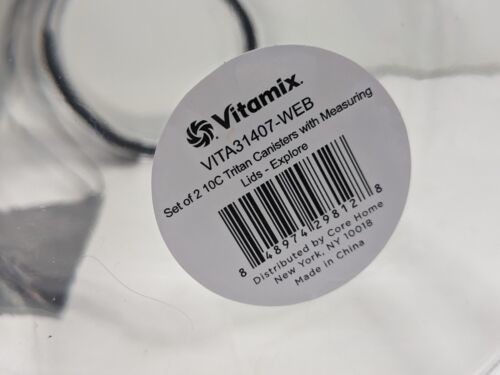 Vitamix®
VITA31407-WEB
Set of 2 10C Tritan Canisters with Measuring
Lids - Explore
8 48974 29812 8
Distributed by Core Home
New York, NY 10018
Made in China